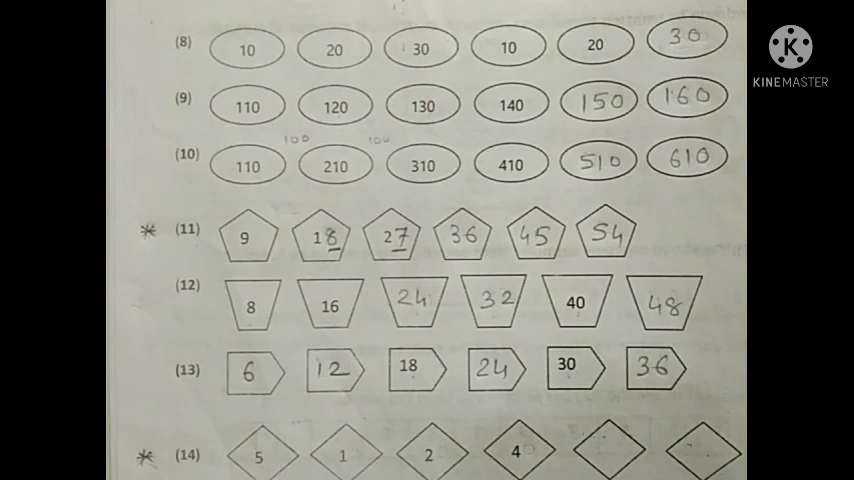 (8) 10 20 30 10 20 30
K
KINEMASTER
(9) 110 120 130 140 150 160
100 100
(10) 110 210 310 410 510 610
* (11) 9 18 27 36 45 54
(12) 8 16 24 32 40 48
(13) 6 12 18 24 30 36
* (14) 5 1 2 4